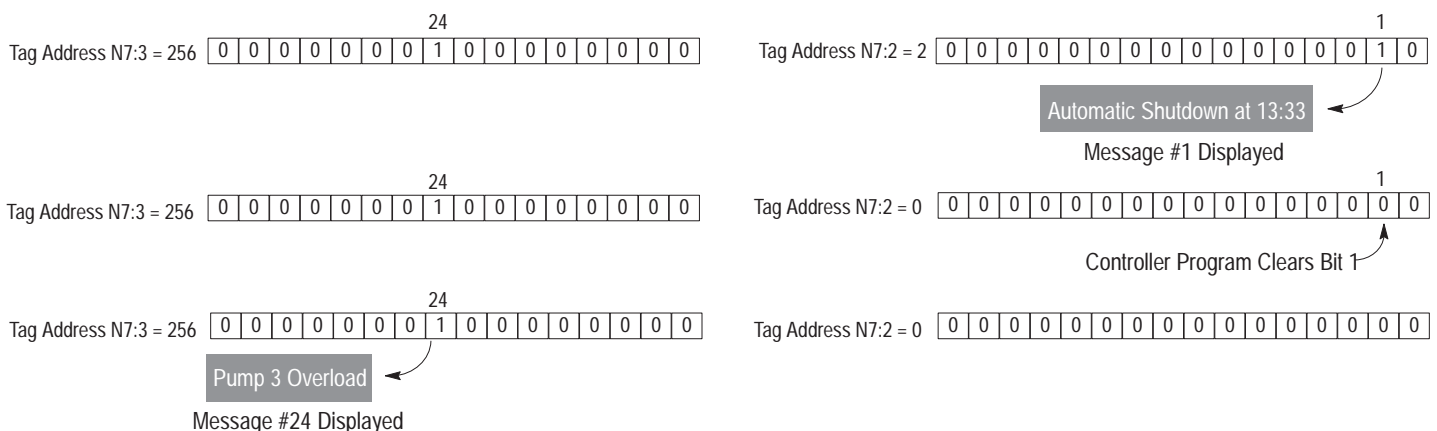 24
Tag Address N7:3 = 256 0 0 0 0 0 0 0 1 0 0 0 0 0 0 0 0
1
Tag Address N7:2 = 2 0 0 0 0 0 0 0 0 0 0 0 0 0 0 1 0
Automatic Shutdown at 13:33
Message #1 Displayed
24
Tag Address N7:3 = 256 0 0 0 0 0 0 0 1 0 0 0 0 0 0 0 0
1
Tag Address N7:2 = 0 0 0 0 0 0 0 0 0 0 0 0 0 0 0 0 0
Controller Program Clears Bit 1
24
Tag Address N7:3 = 256 0 0 0 0 0 0 0 1 0 0 0 0 0 0 0 0
Tag Address N7:2 = 0 0 0 0 0 0 0 0 0 0 0 0 0 0 0 0 0
Pump 3 Overload
Message #24 Displayed